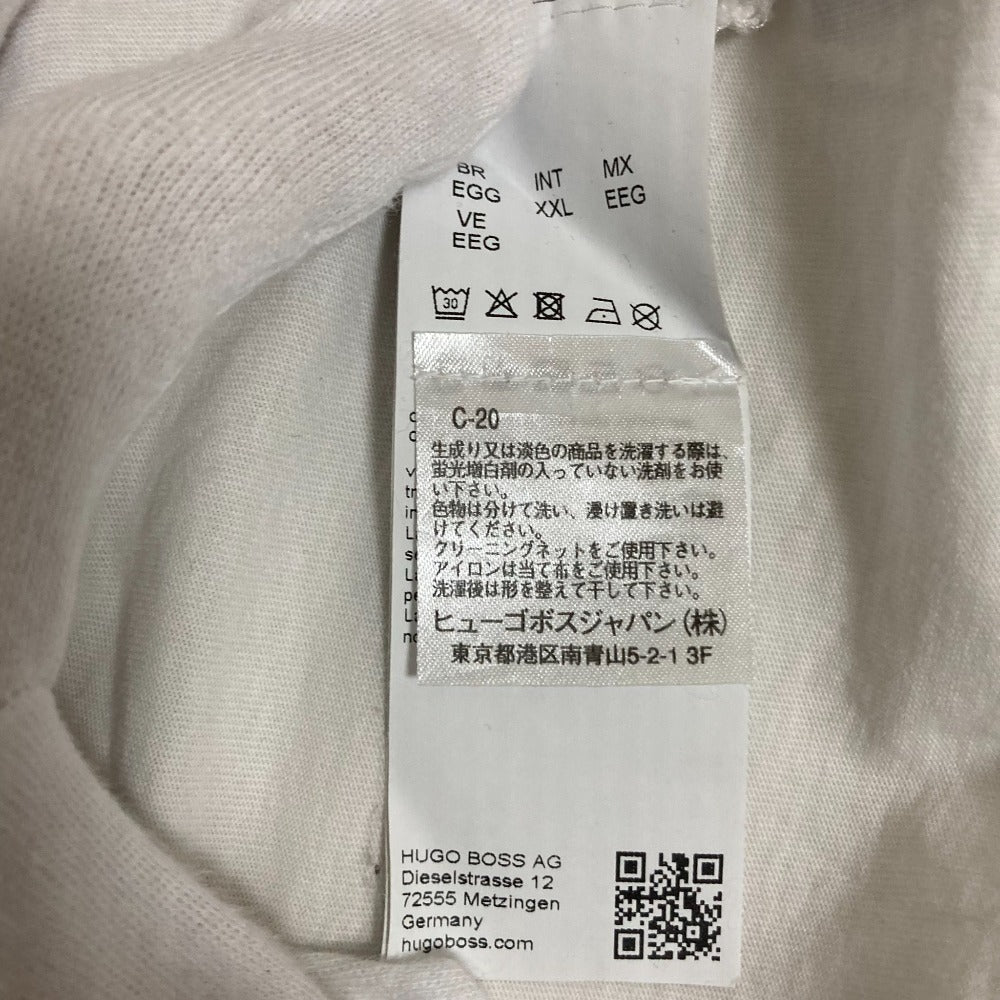 BR INT MX
EGG XXL EEG
VE
EEG
30
C-20
生成り又は淡色の商品を洗濯する際は、
蛍光増白剤の入っていない洗剤をお使
い下さい。
色物は分けて洗い、浸け置き洗いは避
けてください。
クリーニングネットをご使用下さい。
アイロンは当て布をご使用下さい。
洗濯後は形を整えて干して下さい。
ヒューゴボスジャパン(株)
東京都港区南青山5-2-1 3F
HUGO BOSS AG
Dieselstrasse 12
72555 Metzingen
Germany
hugoboss.com